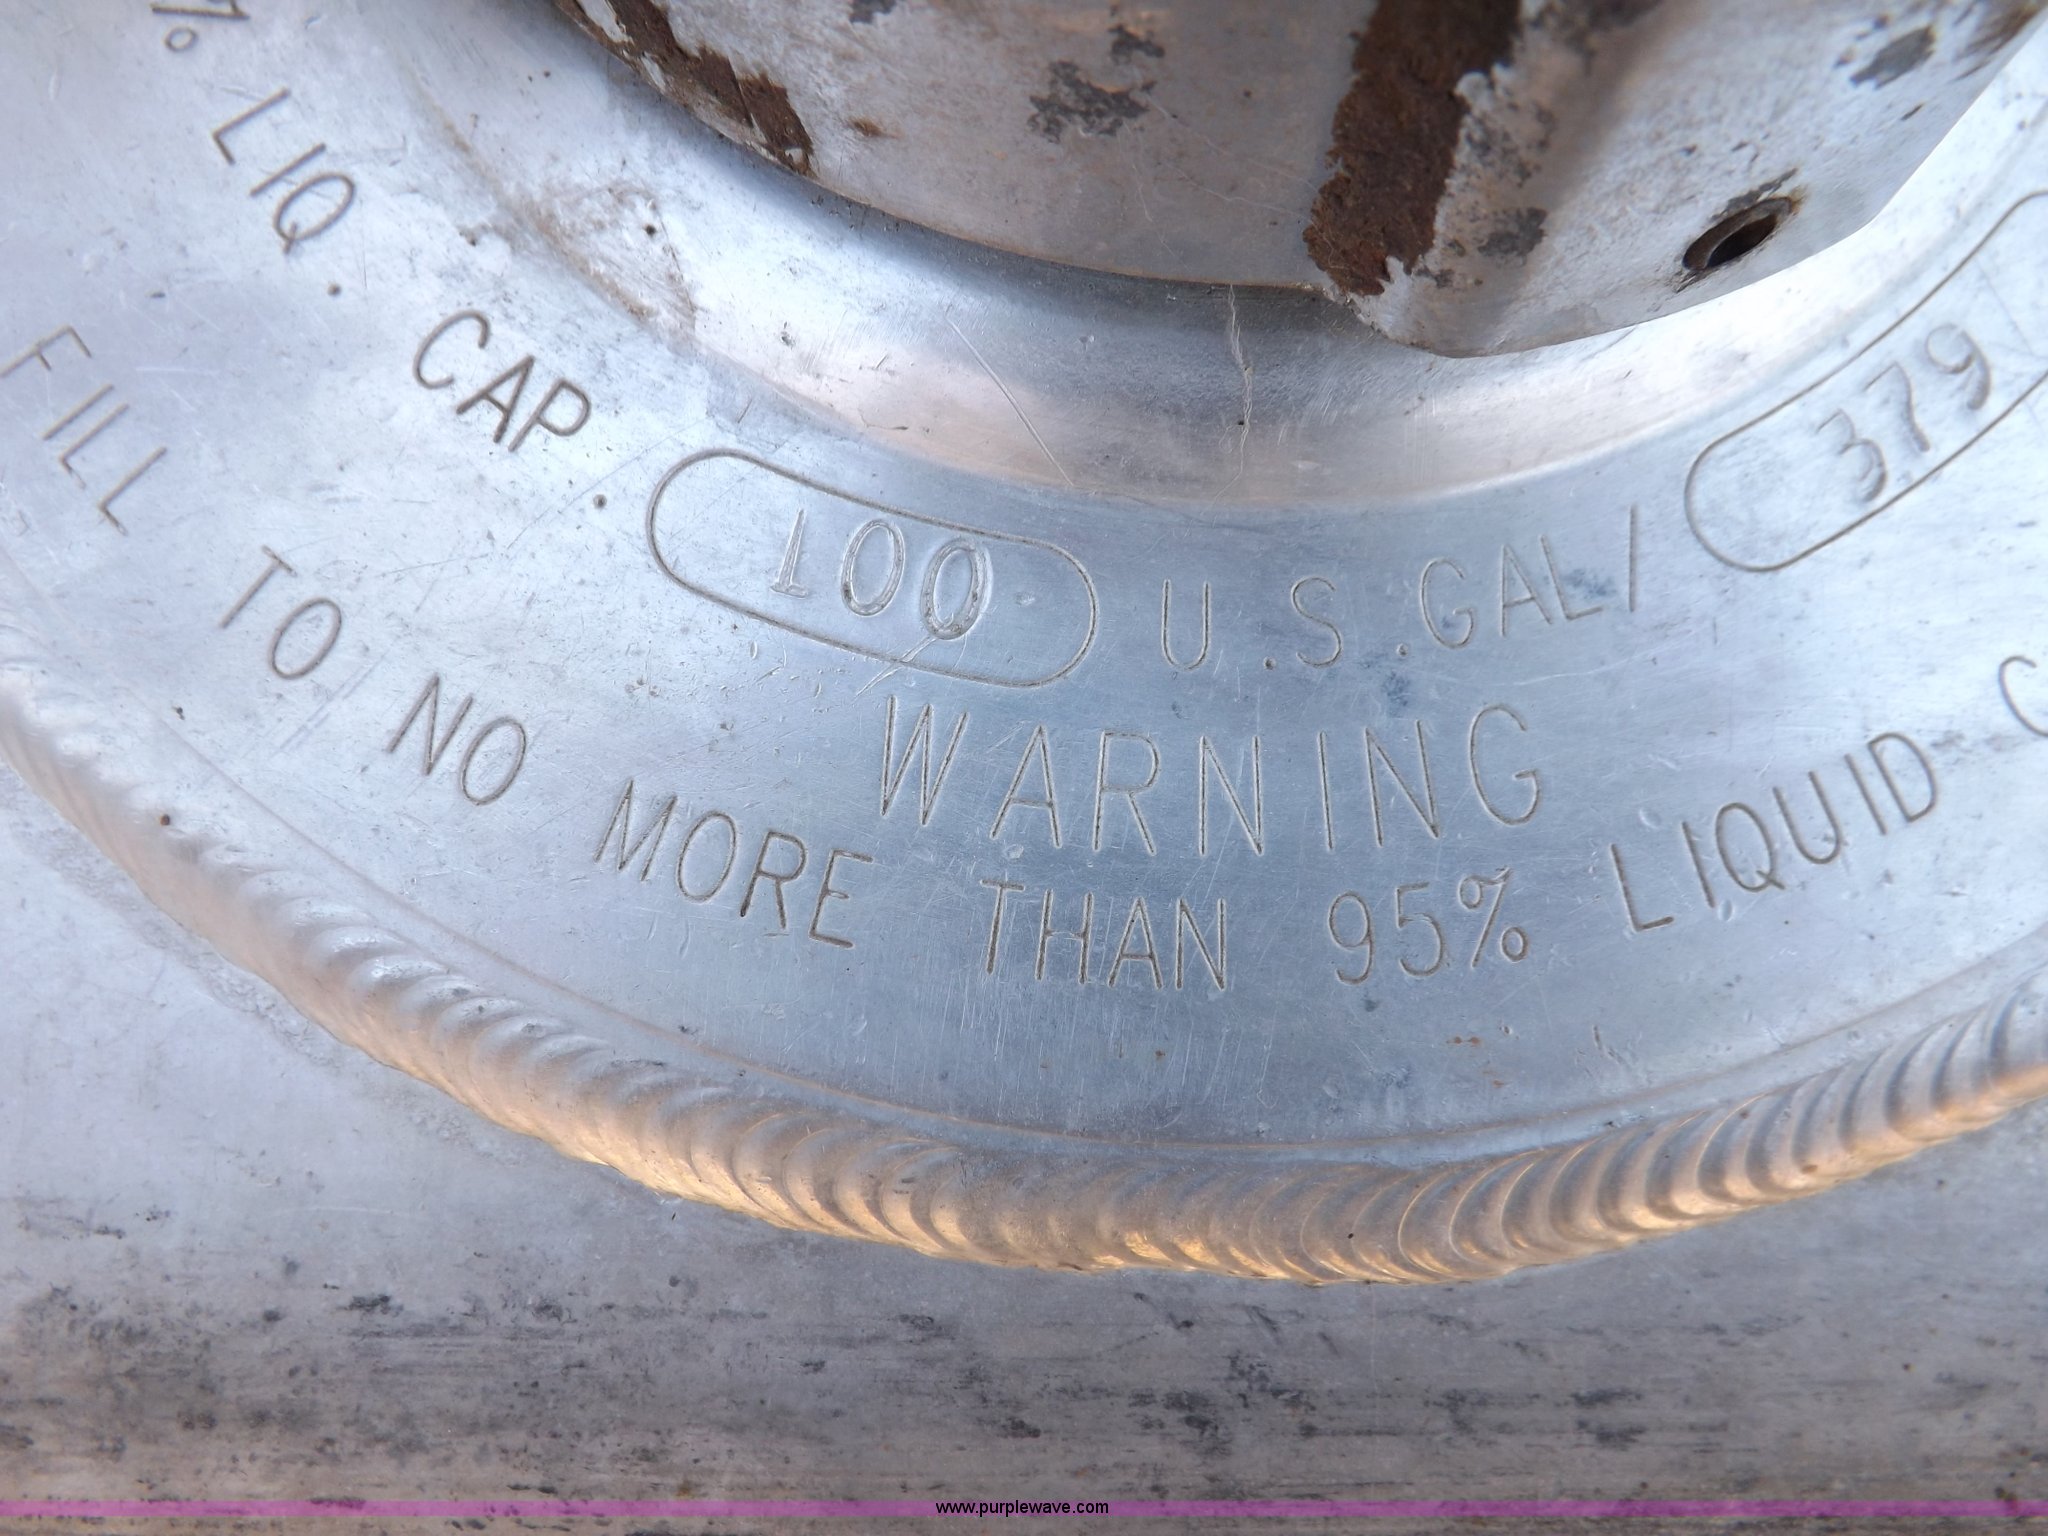 % LIQ. CAP. 100 U.S.GAL/ 379
WARNING
FILL TO NO MORE THAN 95% LIQUID
www.purplewave.com